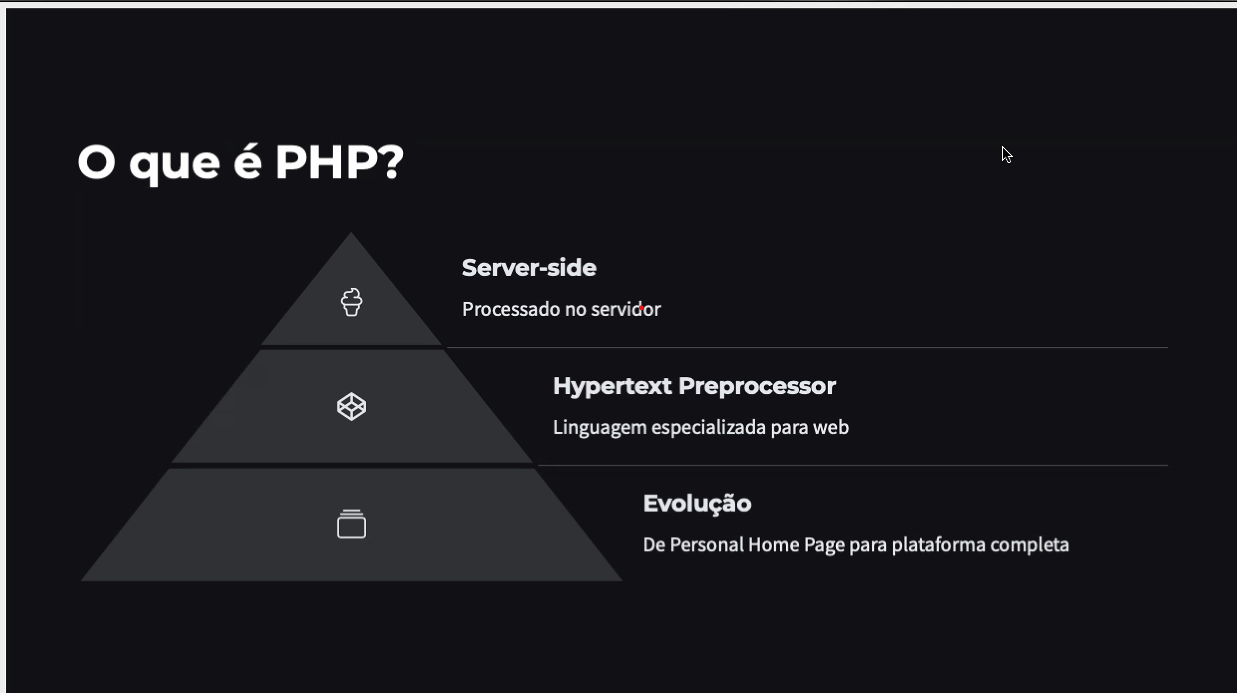 O que é PHP?
Server-side
Processado no servidor
Hypertext Preprocessor
Linguagem especializada para web
Evolução
De Personal Home Page para plataforma completa